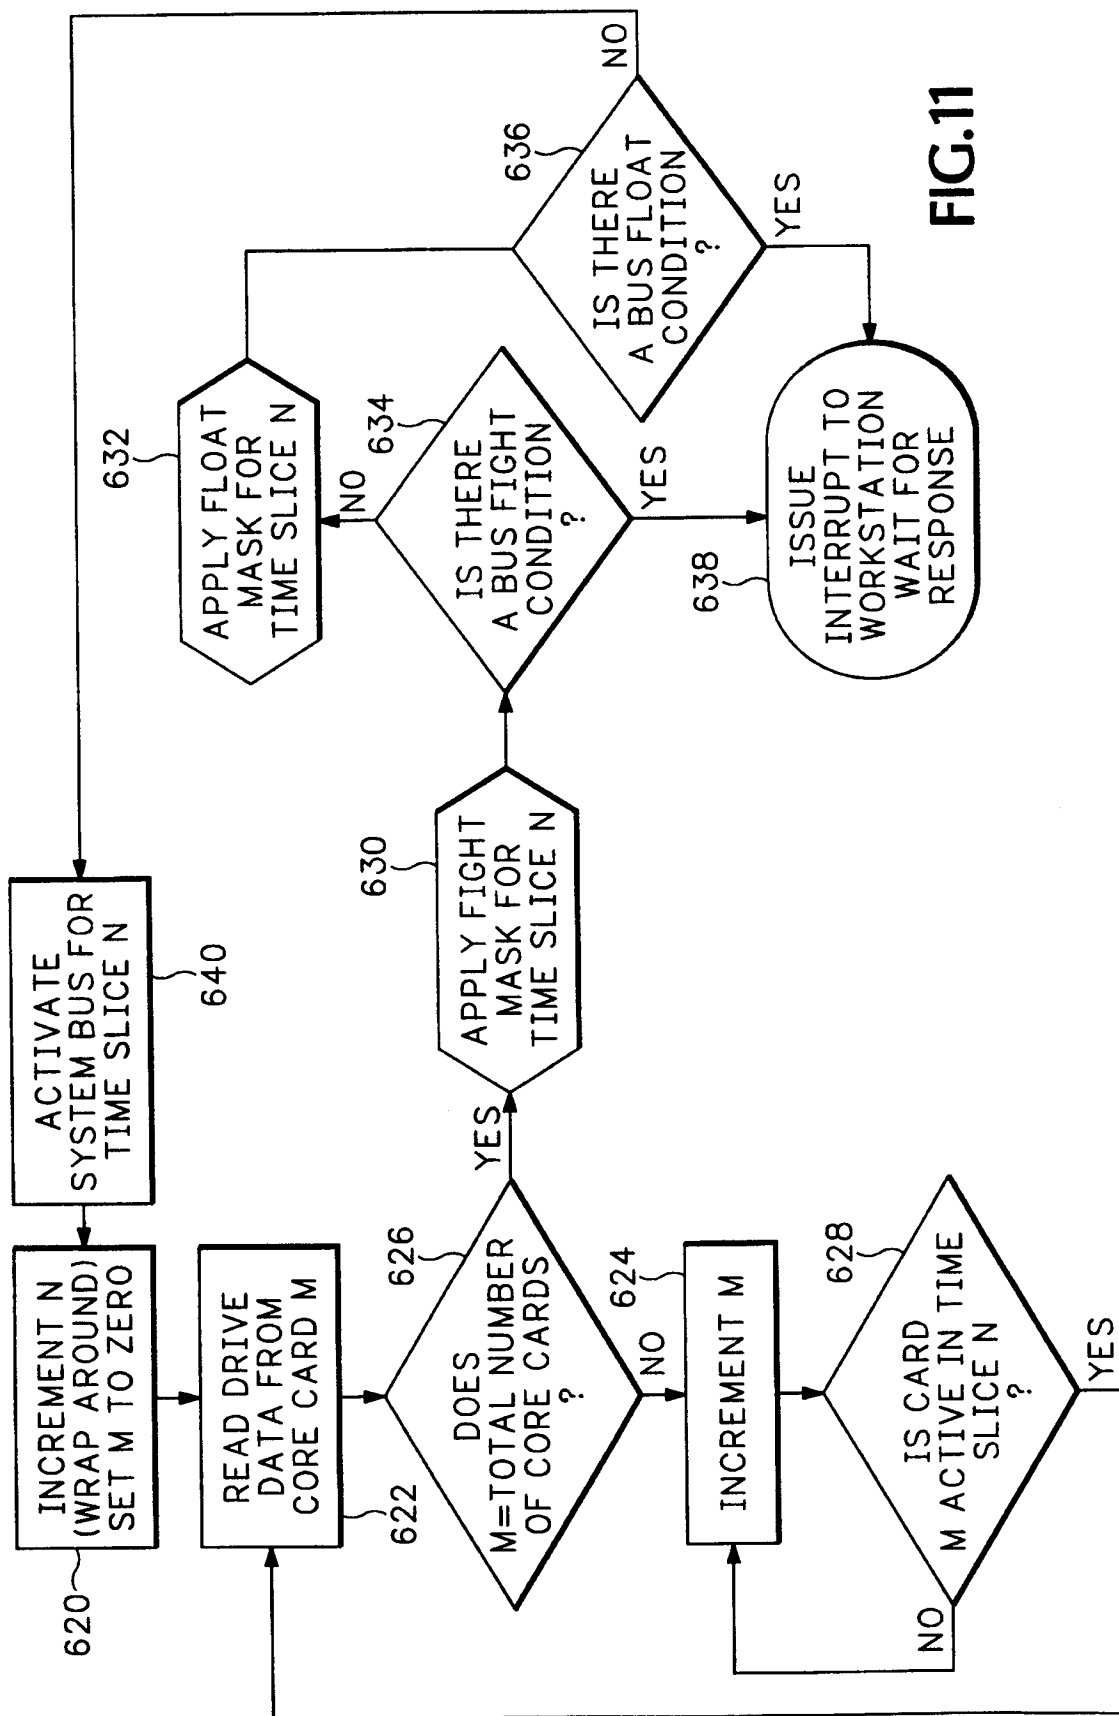 620
INCREMENT N
(WRAP AROUND)
SET M TO ZERO
ACTIVATE
SYSTEM BUS FOR
TIME SLICE N
640
READ DRIVE
DATA FROM
CORE CARD M
622
626
DOES
M=TOTAL NUMBER
OF CORE CARDS
?
YES
NO
624
INCREMENT M
628
IS CARD
M ACTIVE IN TIME
SLICE N
?
NO
YES
630
APPLY FIGHT
MASK FOR
TIME SLICE N
632
APPLY FLOAT
MASK FOR
TIME SLICE N
NO
634
IS THERE
A BUS FIGHT
CONDITION
?
YES
636
IS THERE
A BUS FLOAT
CONDITION
?
NO
YES
638
ISSUE
INTERRUPT TO
WORKSTATION
WAIT FOR
RESPONSE
FIG.11